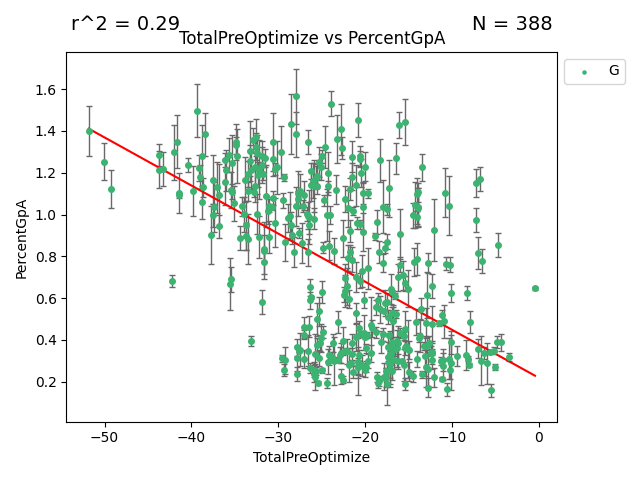 r^2 = 0.29
N = 388
TotalPreOptimize vs PercentGpA
G
1.6
1.4
1.2
1.0
0.8
0.6
0.4
0.2
PercentGpA
−50 −40 −30 −20 −10 0
TotalPreOptimize